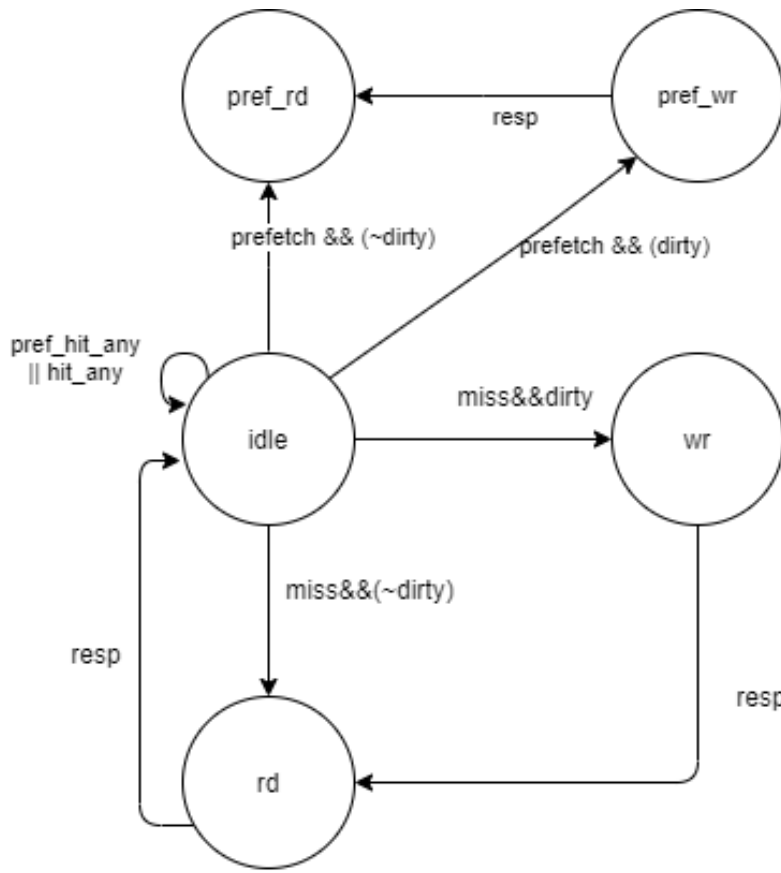 pref_rd
pref_wr
resp
prefetch && (~dirty)
prefetch && (dirty)
pref_hit_any
|| hit_any
miss&&dirty
idle
wr
miss&&(~dirty)
resp
resp
rd